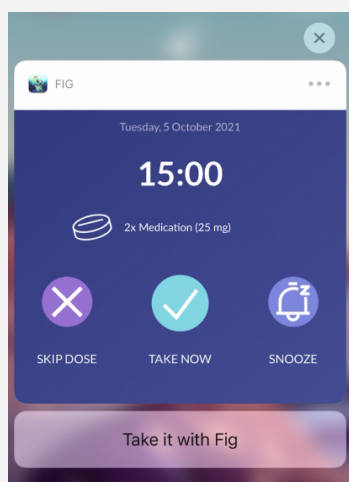 FIG
Tuesday, 5 October 2021
15:00
2x Medication (25 mg)
SKIP DOSE
TAKE NOW
SNOOZE
Take it with Fig